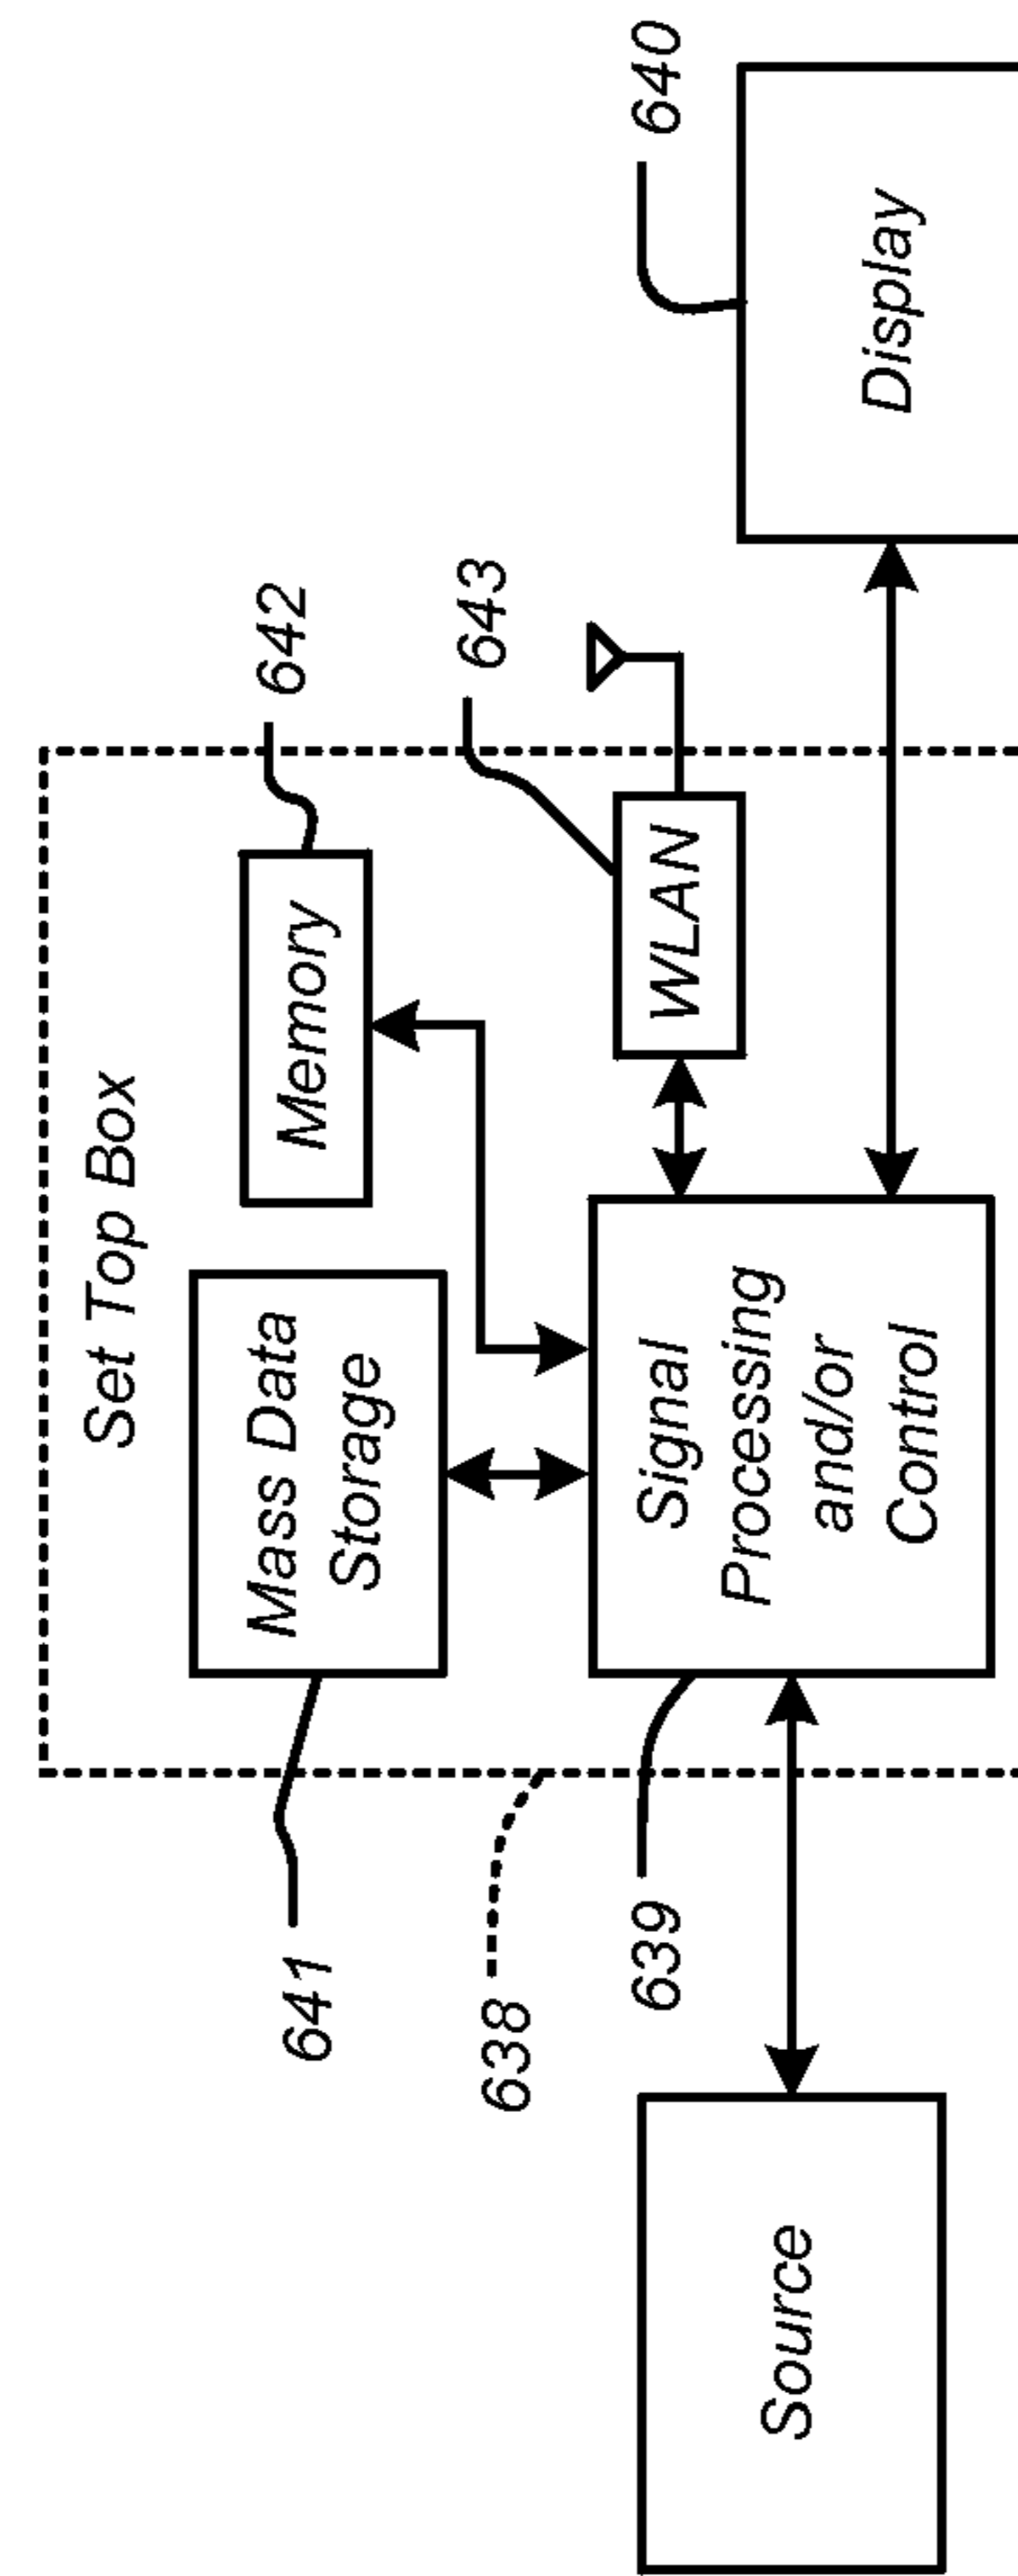 Set Top Box
641
Mass Data
Storage
Memory
642
638
643
WLAN
640
639
Signal
Processing
and/or
Control
Source
Display